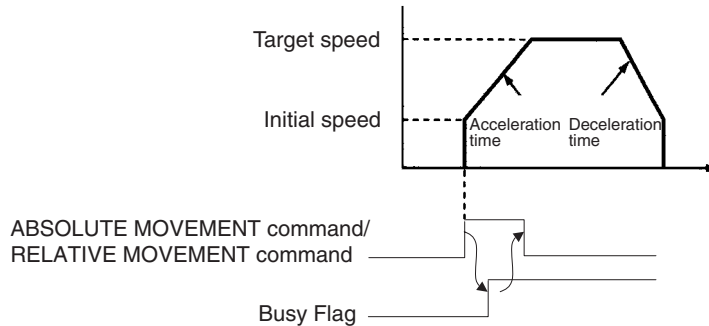 Target speed
Initial speed
Acceleration
time
Deceleration
time
ABSOLUTE MOVEMENT command/
RELATIVE MOVEMENT command
Busy Flag